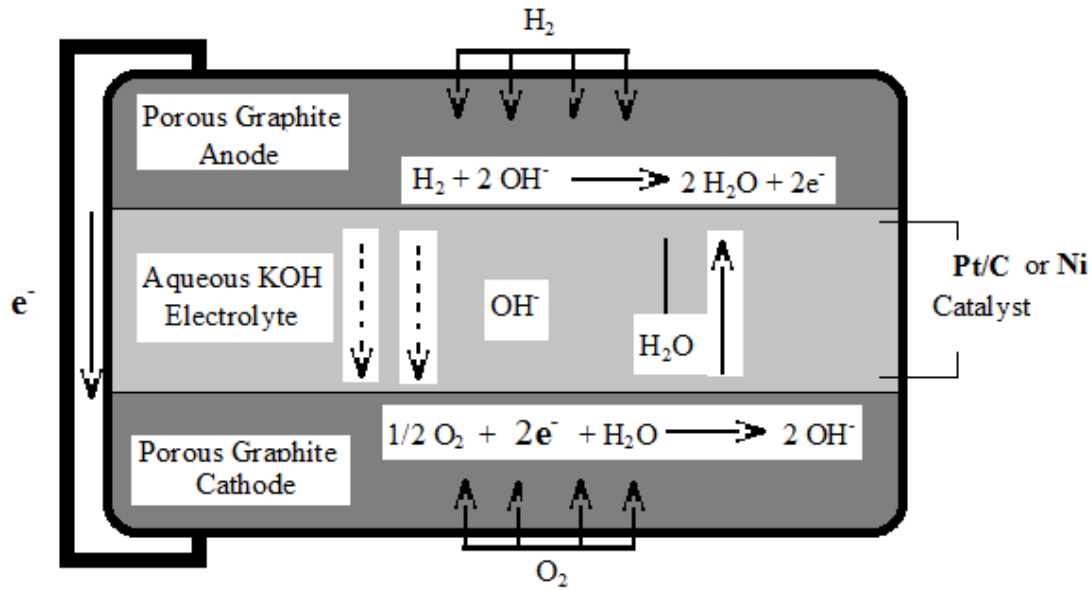 H₂
Porous Graphite
Anode
H₂ + 2 OH⁻ ⟶ 2 H₂O + 2e⁻
Aqueous KOH
Electrolyte
OH⁻
H₂O
Pt/C or Ni
Catalyst
e⁻
1/2 O₂ + 2e⁻ + H₂O ⟶ 2 OH⁻
Porous Graphite
Cathode
O₂